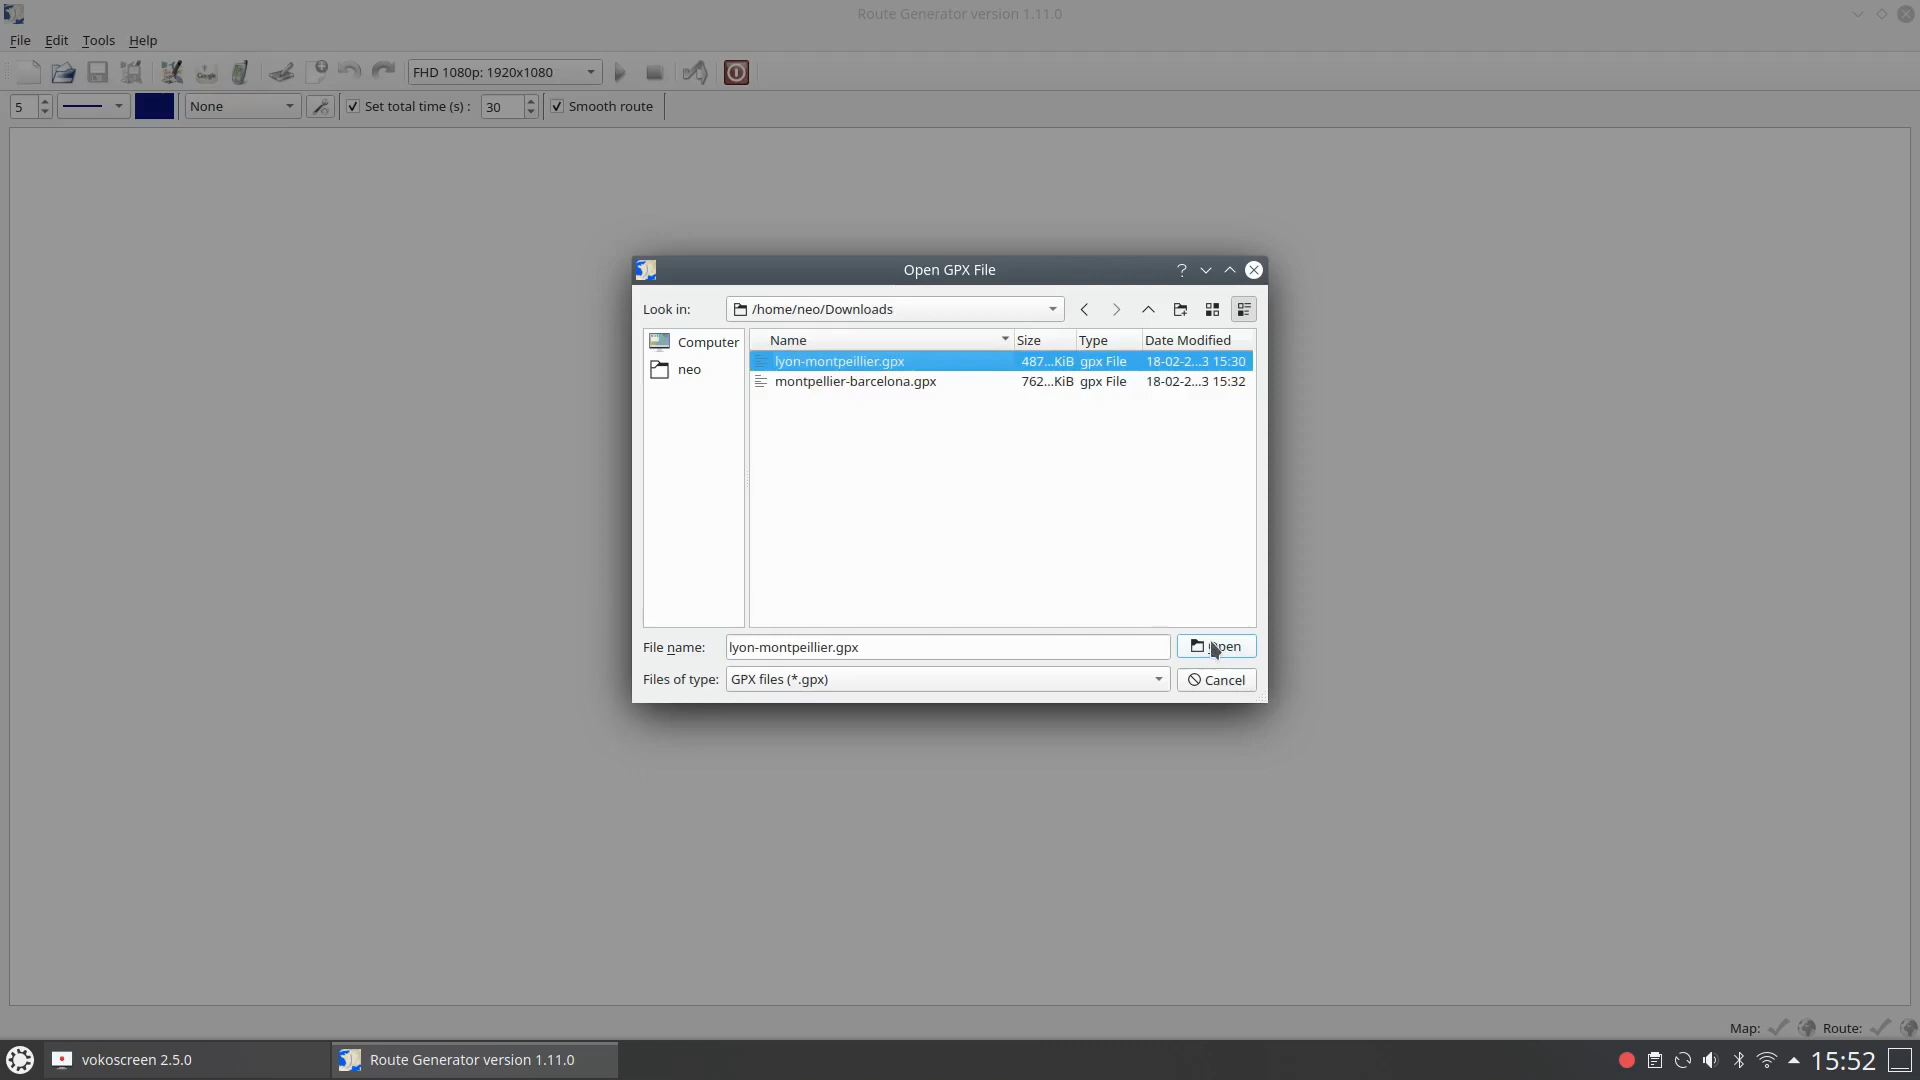 Route Generator version 1.11.0
File Edit Tools Help
FHD 1080p: 1920x1080
5 None Set total time (s) : 30 Smooth route
Open GPX File
Look in: /home/neo/Downloads
Computer
neo
Name Size Type Date Modified
lyon-montpeillier.gpx 487...KiB gpx File 18-02-2...3 15:30
montpellier-barcelona.gpx 762...KiB gpx File 18-02-2...3 15:32
File name: lyon-montpeillier.gpx Open
Files of type: GPX files (*.gpx) Cancel
Map: Route:
vokoscreen 2.5.0 Route Generator version 1.11.0 15:52